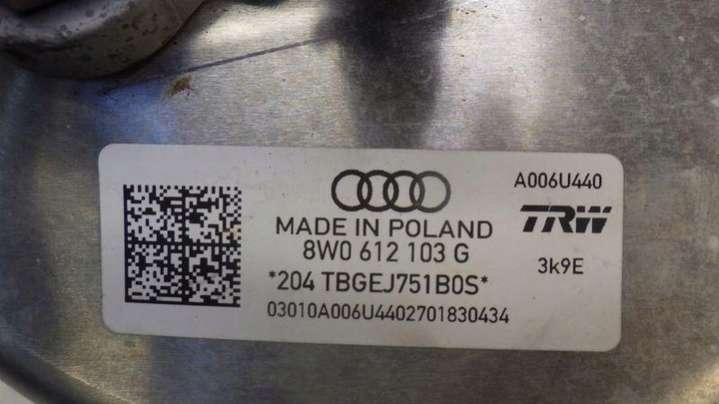 A006U440
TRW
MADE IN POLAND
8W0 612 103 G
3k9E
*204 TBGEJ751B0S*
03010A006U4402701830434